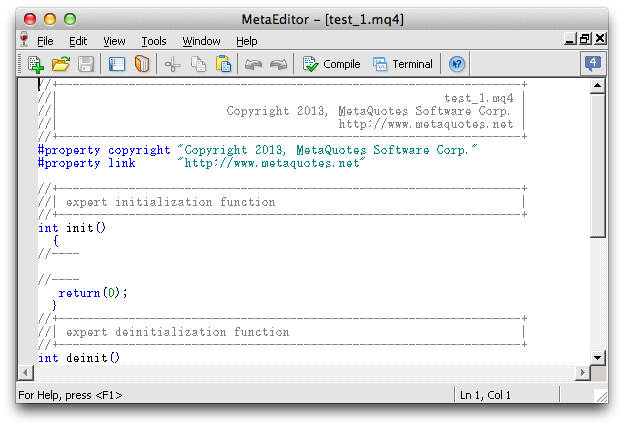 MetaEditor - [test_1.mq4]
File Edit View Tools Window Help
Compile Terminal 4
//+------------------------------------------------------------------+
//|                                                       test_1.mq4 |
//|                       Copyright 2013, MetaQuotes Software Corp. |
//|                                        http://www.metaquotes.net |
//+------------------------------------------------------------------+
#property copyright "Copyright 2013, MetaQuotes Software Corp."
#property link      "http://www.metaquotes.net"
//+------------------------------------------------------------------+
//| expert initialization function                                   |
//+------------------------------------------------------------------+
int init()
  {
//----
//----
   return(0);
  }
//+------------------------------------------------------------------+
//| expert deinitialization function                                 |
//+------------------------------------------------------------------+
int deinit()
For Help, press <F1> Ln 1, Col 1